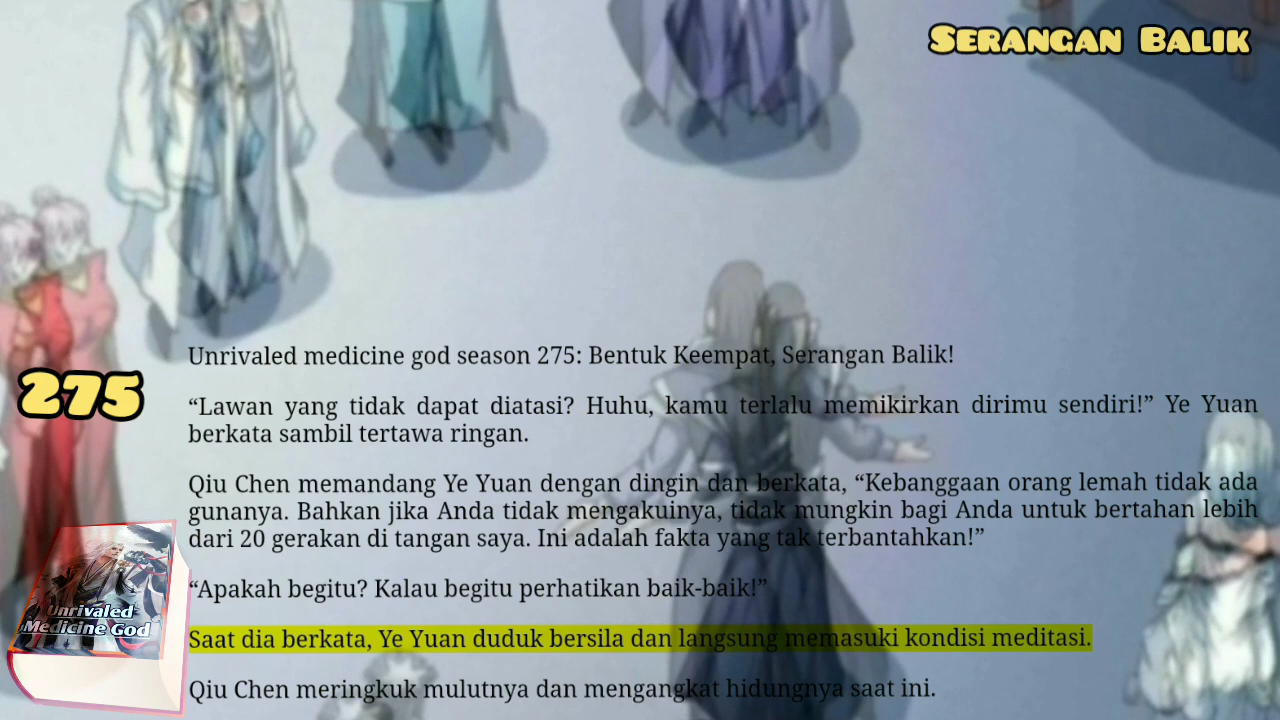 Serangan Balik
Unrivaled medicine god season 275: Bentuk Keempat, Serangan Balik!
275
“Lawan yang tidak dapat diatasi? Huhu, kamu terlalu memikirkan dirimu sendiri!” Ye Yuan
berkata sambil tertawa ringan.
Qiu Chen memandang Ye Yuan dengan dingin dan berkata, “Kebanggaan orang lemah tidak ada
gunanya. Bahkan jika Anda tidak mengakuinya, tidak mungkin bagi Anda untuk bertahan lebih
dari 20 gerakan di tangan saya. Ini adalah fakta yang tak terbantahkan!”
“Apakah begitu? Kalau begitu perhatikan baik-baik!”
Unrivaled
Medicine God
Saat dia berkata, Ye Yuan duduk bersila dan langsung memasuki kondisi meditasi.
Qiu Chen meringkuk mulutnya dan mengangkat hidungnya saat ini.